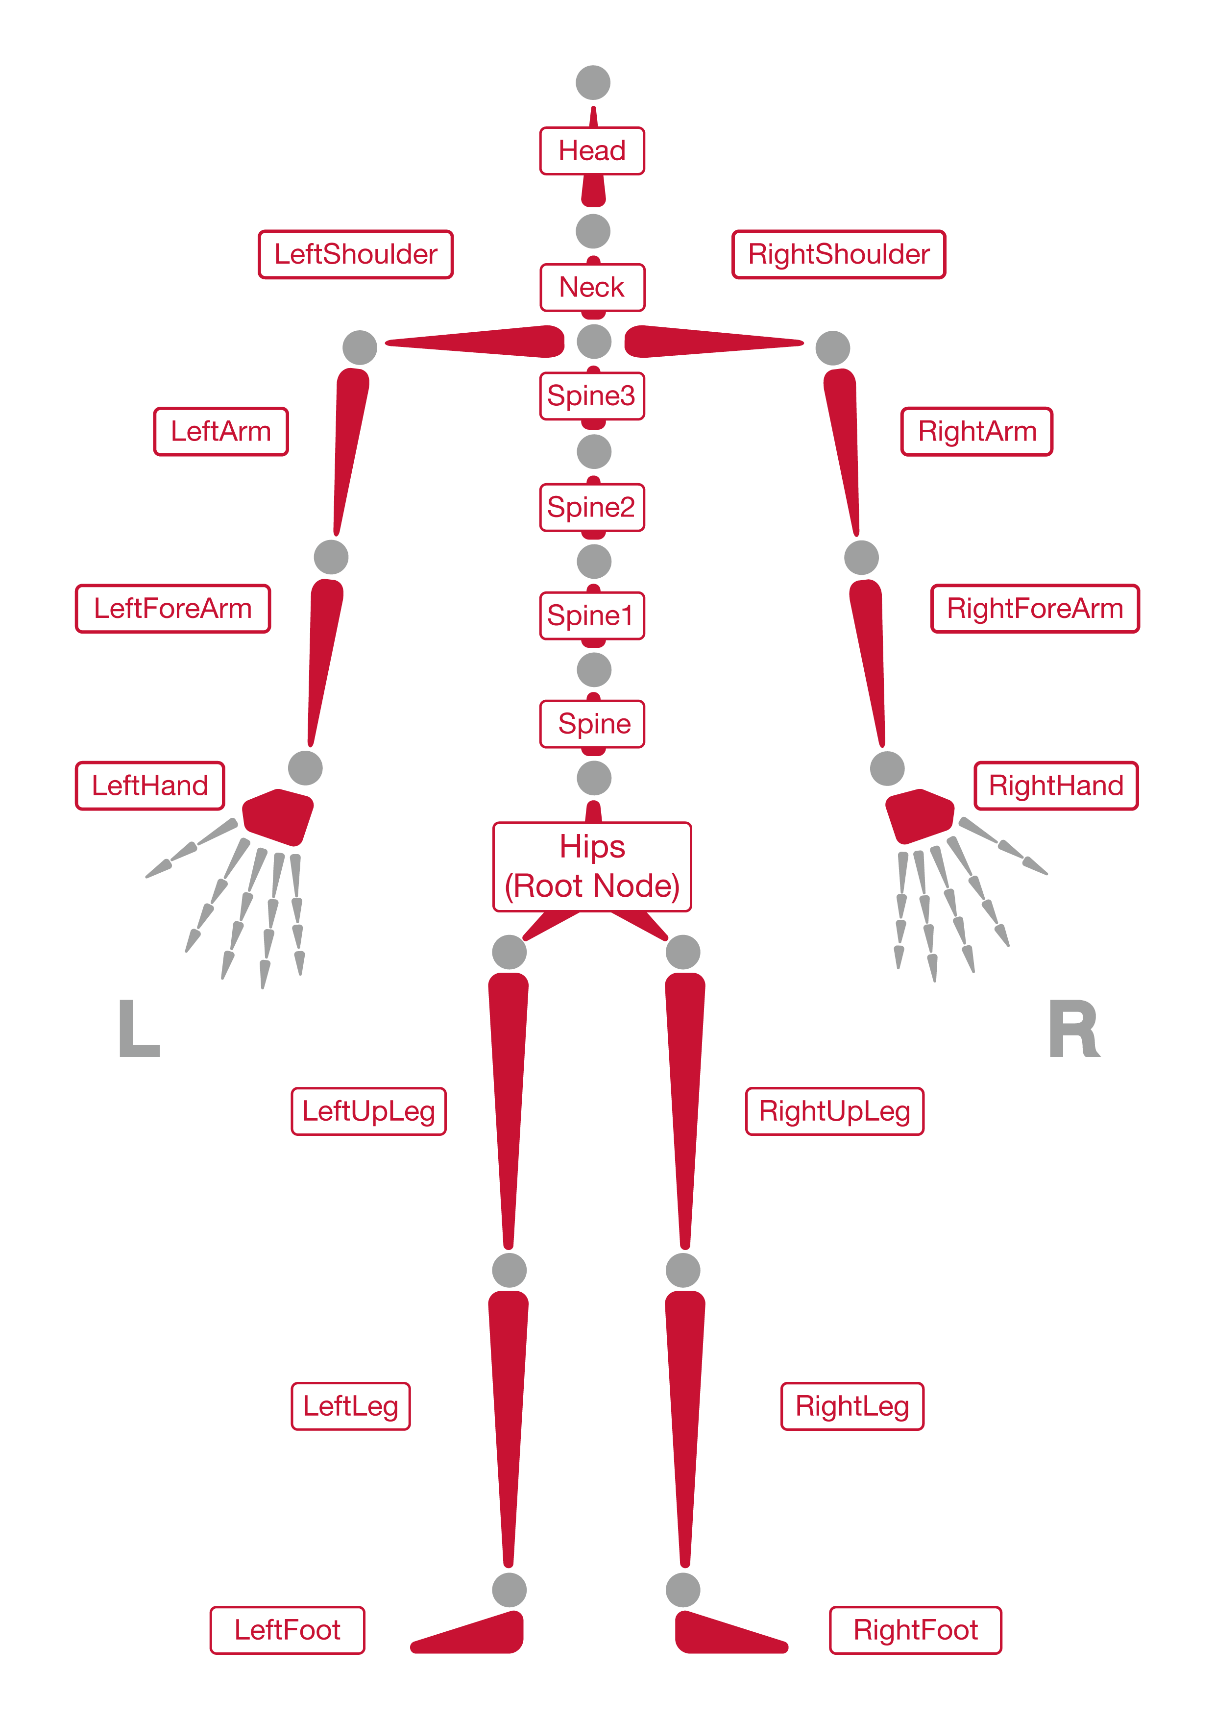 Head
LeftShoulder
RightShoulder
Neck
Spine3
LeftArm
RightArm
Spine2
LeftForeArm
Spine1
RightForeArm
Spine
LeftHand
RightHand
Hips
(Root Node)
L
R
LeftUpLeg
RightUpLeg
LeftLeg
RightLeg
LeftFoot
RightFoot